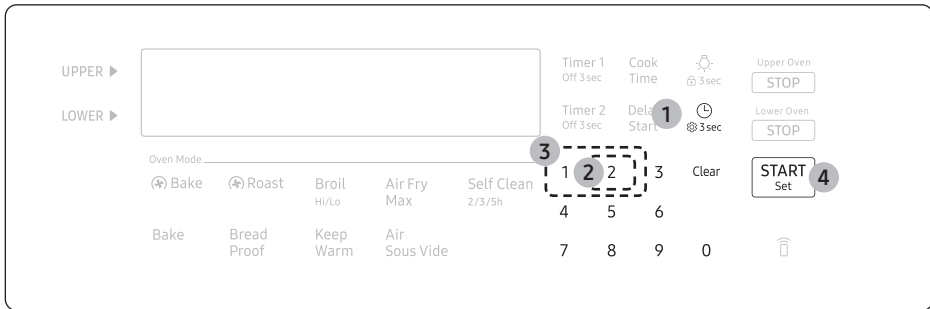 UPPER ▶
LOWER ▶
Timer 1
Off 3 sec
Cook
Time
3 sec
Upper Oven
STOP
Timer 2
Off 3 sec
Dela
Start
1
3 sec
Lower Oven
STOP
Oven Mode
Bake
Roast
Broil
Hi/Lo
Air Fry
Max
Self Clean
2/3/5h
Bake
Bread
Proof
Keep
Warm
Air
Sous Vide
3
1 2 2 3 Clear
4 5 6
7 8 9 0
START
Set
4